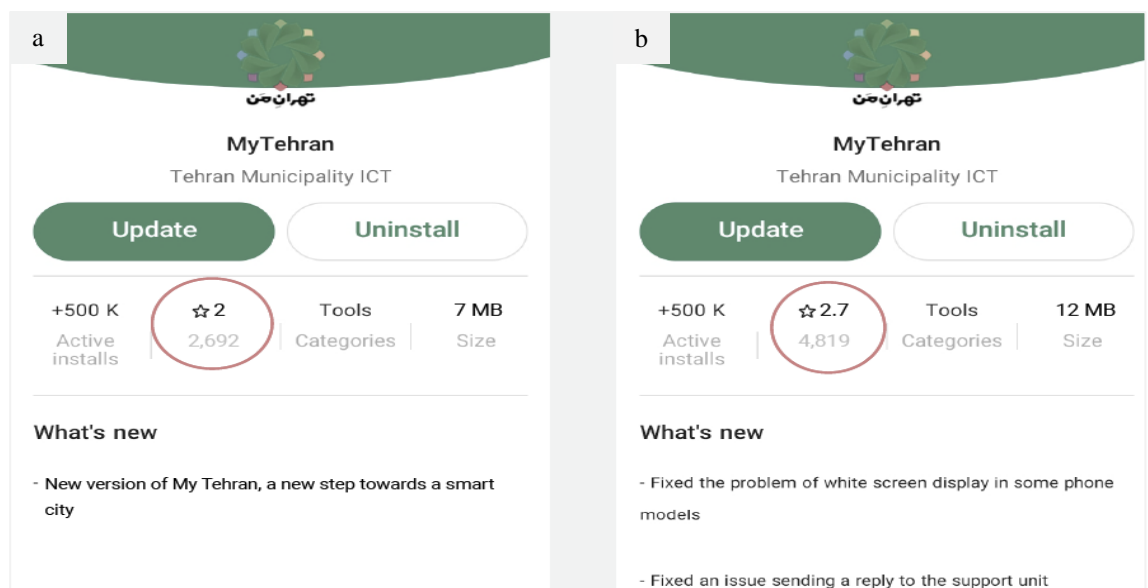 a
تهرانِ مَن
MyTehran
Tehran Municipality ICT
Update
Uninstall
+500 K
☆ 2
Tools
7 MB
Active
installs
2,692
Categories
Size
What's new
- New version of My Tehran, a new step towards a smart
city
b
تهرانِ مَن
MyTehran
Tehran Municipality ICT
Update
Uninstall
+500 K
☆ 2.7
Tools
12 MB
Active
installs
4,819
Categories
Size
What's new
- Fixed the problem of white screen display in some phone
models
- Fixed an issue sending a reply to the support unit